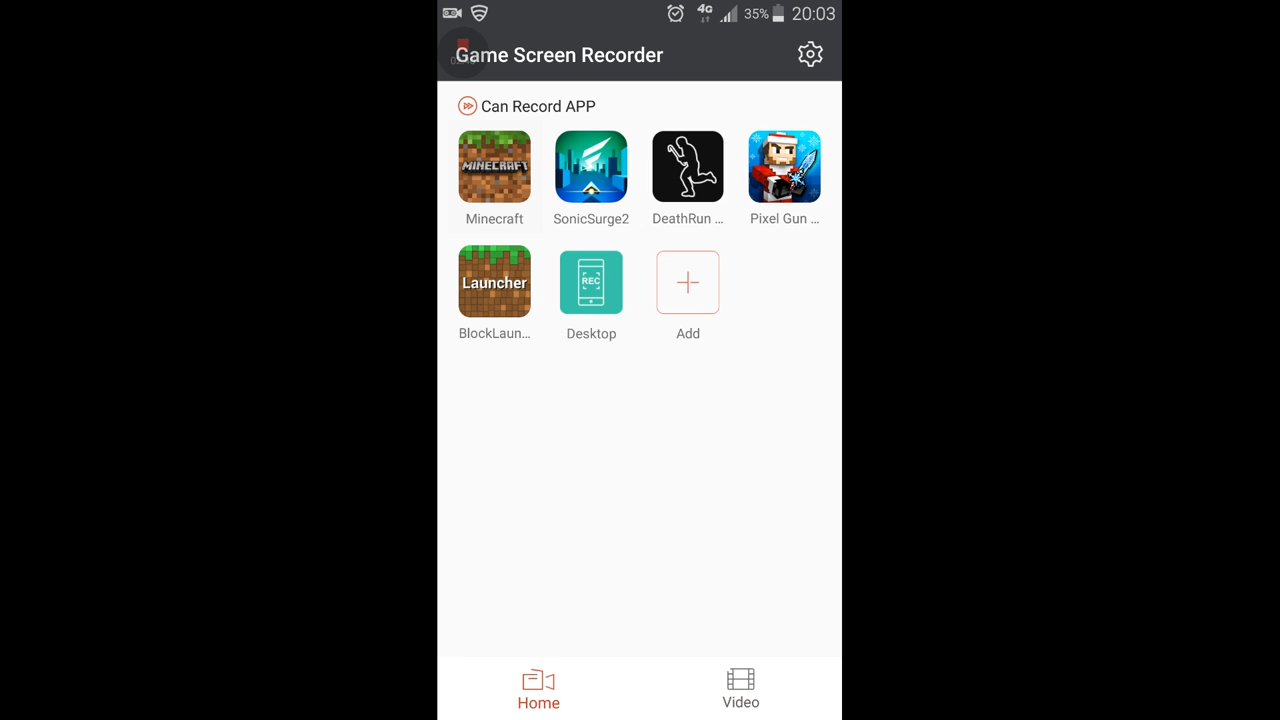 4G 35% 20:03
Game Screen Recorder
Can Record APP
MINECRAFT
Minecraft SonicSurge2 DeathRun ... Pixel Gun ...
Launcher REC
BlockLaun... Desktop Add
Home Video